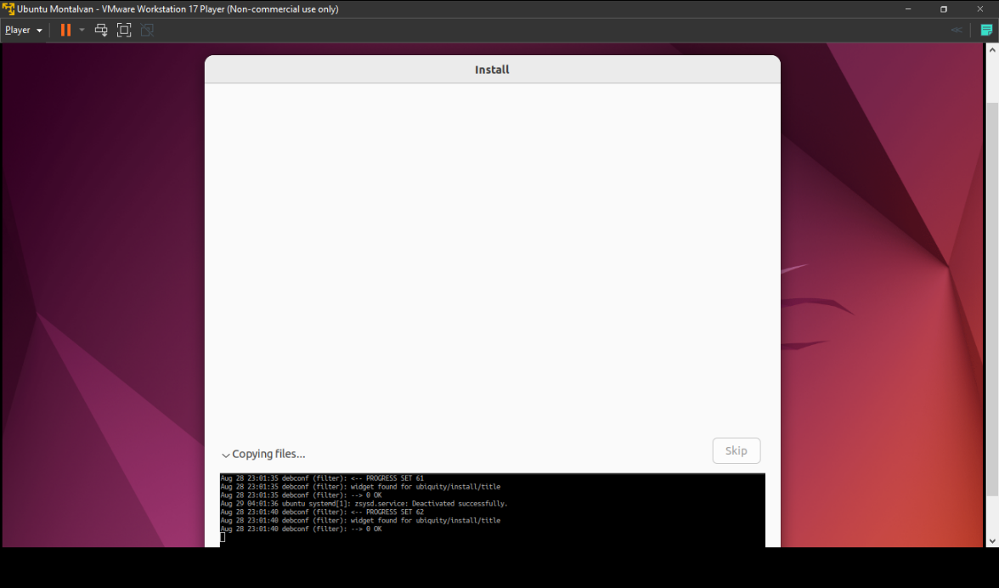 Ubuntu Montalvan - VMware Workstation 17 Player (Non-commercial use only)
Player
Install
Copying files...
Skip
Aug 28 23:01:35 debconf (filter): <-- PROGRESS SET 61
Aug 28 23:01:35 debconf (filter): widget found for ubiquity/install/title
Aug 28 23:01:35 debconf (filter): --> 0 OK
Aug 29 04:01:36 ubuntu systemd[1]: zsysd.service: Deactivated successfully.
Aug 28 23:01:40 debconf (filter): <-- PROGRESS SET 62
Aug 28 23:01:40 debconf (filter): widget found for ubiquity/install/title
Aug 28 23:01:40 debconf (filter): --> 0 OK